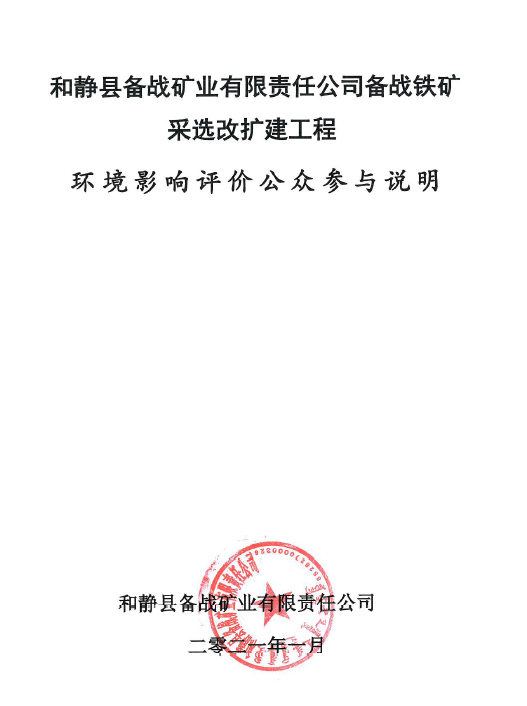 和静县备战矿业有限责任公司备战铁矿
采选改扩建工程
环境影响评价公众参与说明
和静县备战矿业有限责任公司
二零二一年一月